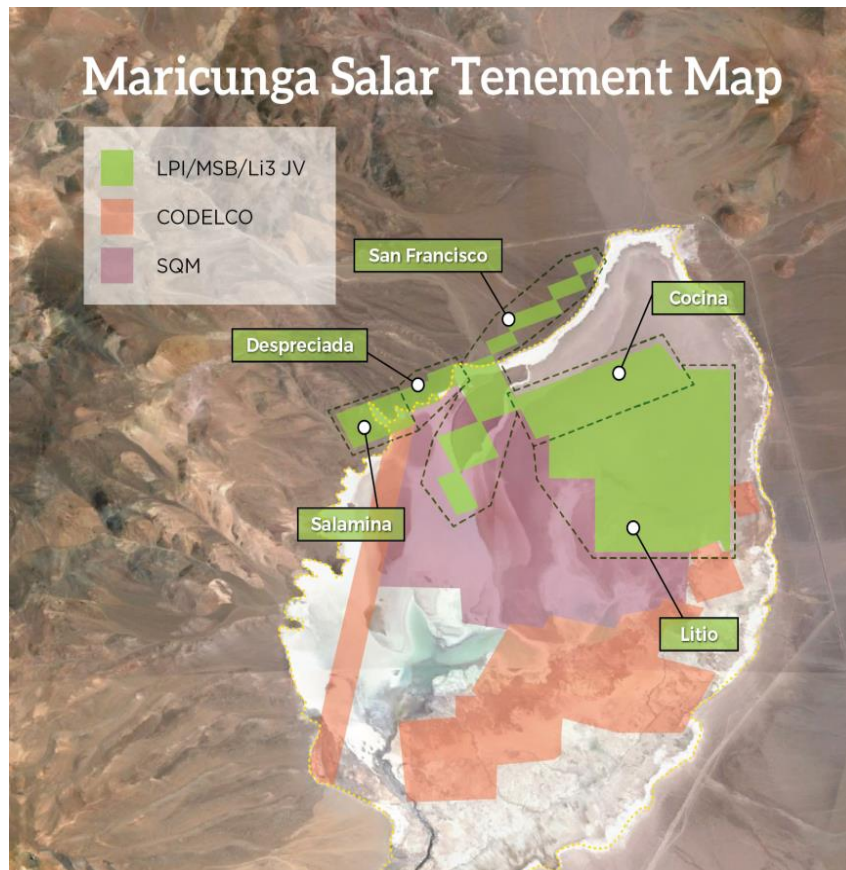 Maricunga Salar Tenement Map
LPI/MSB/Li3 JV
CODELCO
SQM
San Francisco
Cocina
Despreciada
Salamina
Litio